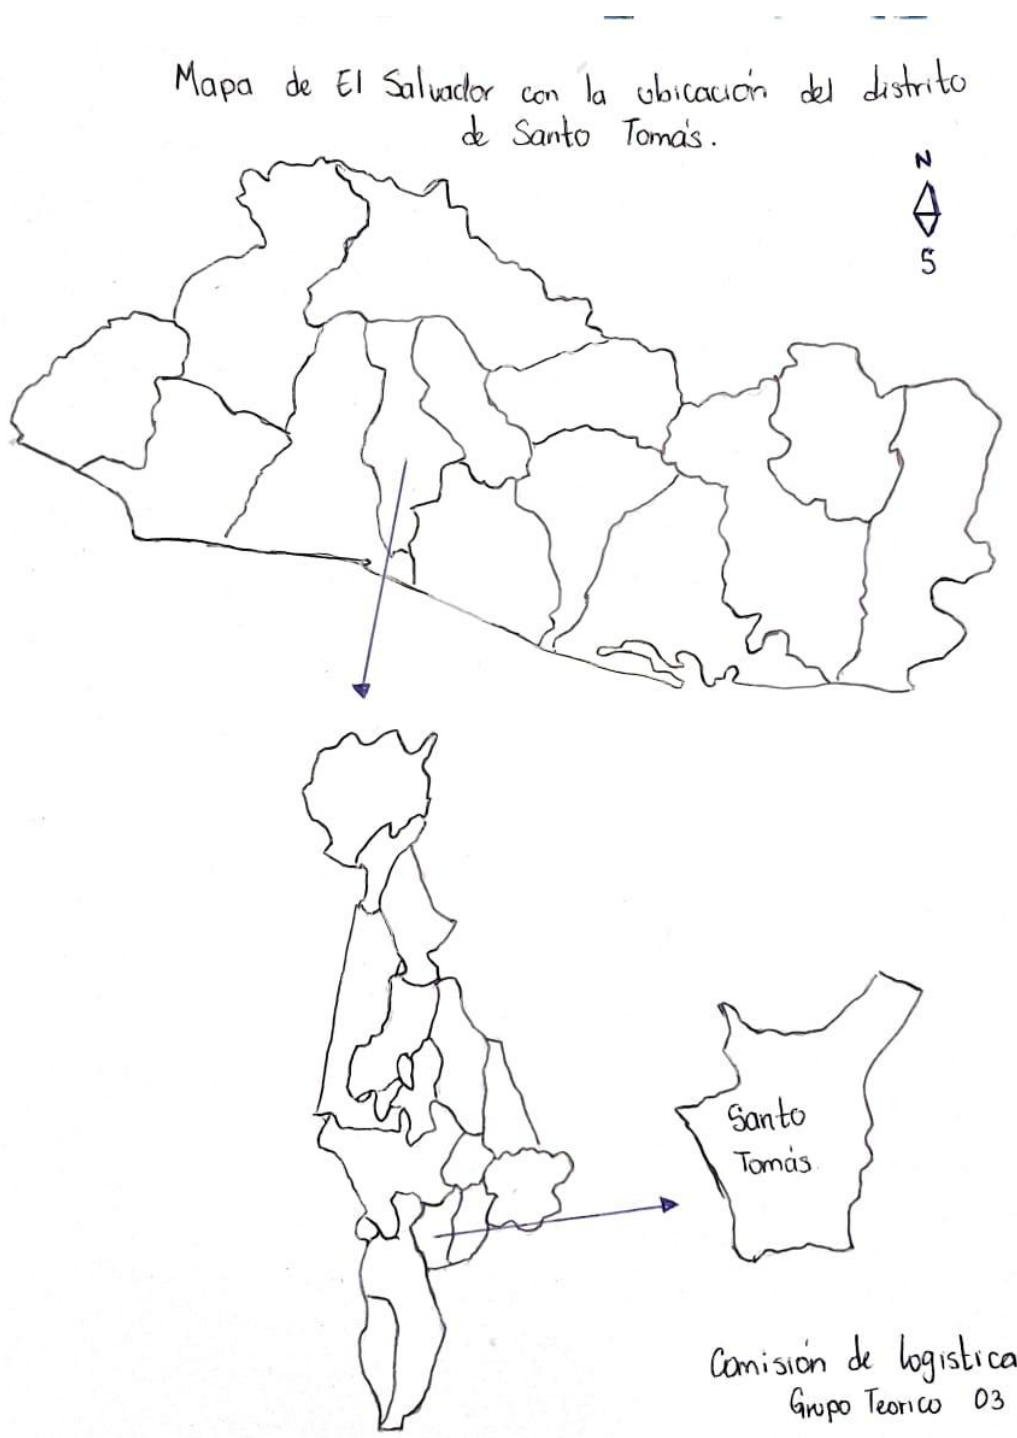 Mapa de El Salvador con la ubicación del distrito
de Santo Tomás.
N
S
Santo
Tomás
Comisión de logistica
Grupo Teorico 03